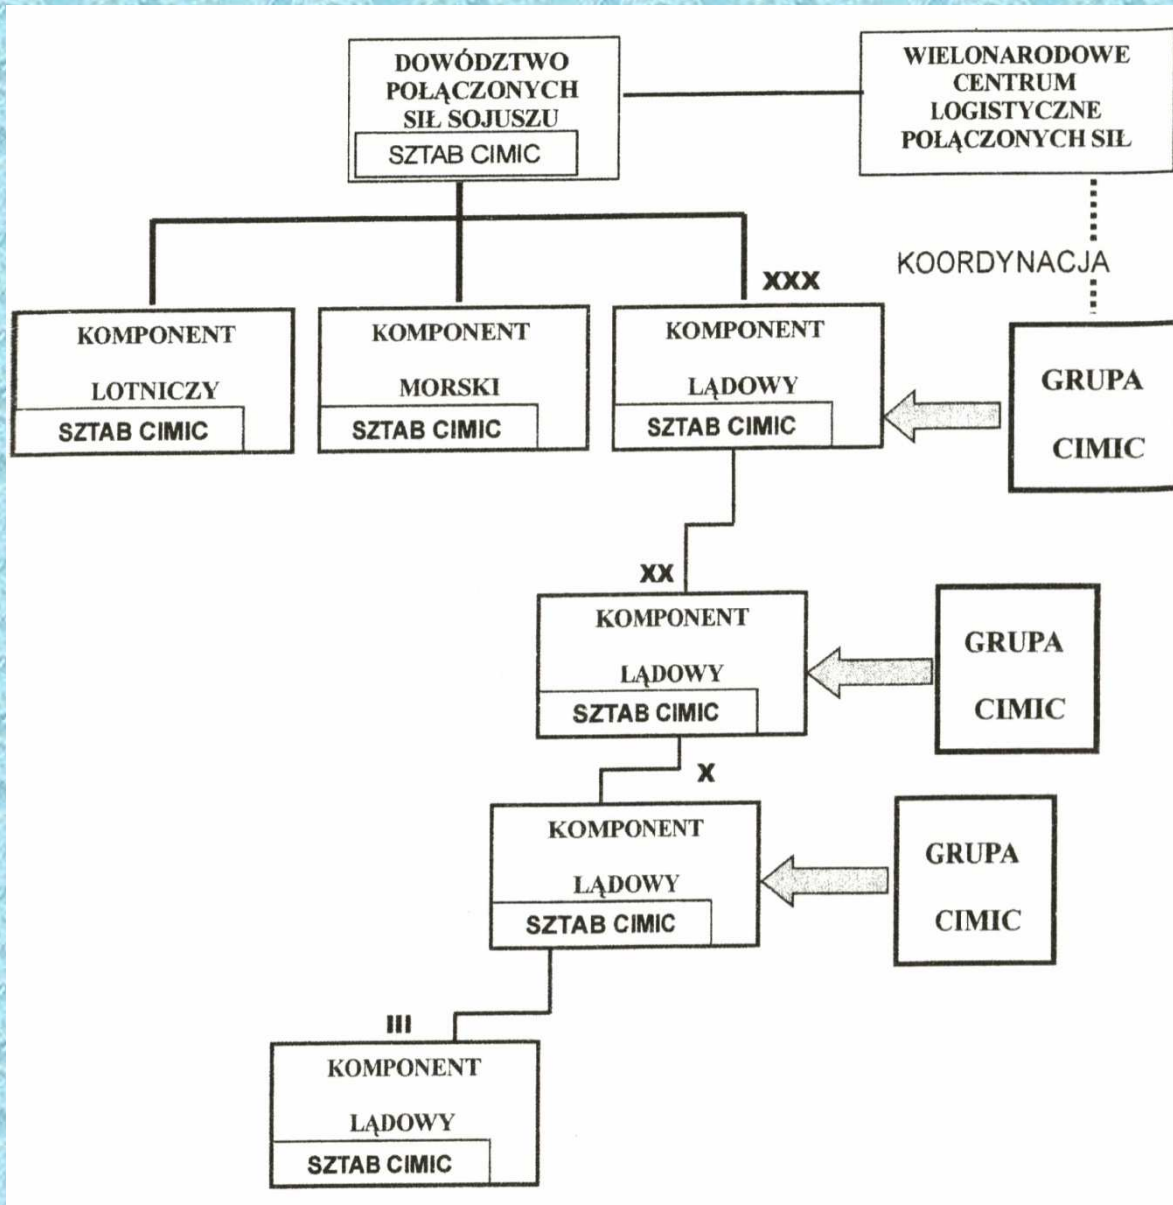 DOWÓDZTWO
POŁĄCZONYCH
SIŁ SOJUSZU
SZTAB CIMIC
WIELONARODOWE
CENTRUM
LOGISTYCZNE
POŁĄCZONYCH SIŁ
KOORDYNACJA
KOMPONENT
LOTNICZY
SZTAB CIMIC
KOMPONENT
MORSKI
SZTAB CIMIC
XXX
KOMPONENT
LĄDOWY
SZTAB CIMIC
GRUPA
CIMIC
XX
KOMPONENT
LĄDOWY
SZTAB CIMIC
GRUPA
CIMIC
X
KOMPONENT
LĄDOWY
SZTAB CIMIC
GRUPA
CIMIC
III
KOMPONENT
LĄDOWY
SZTAB CIMIC